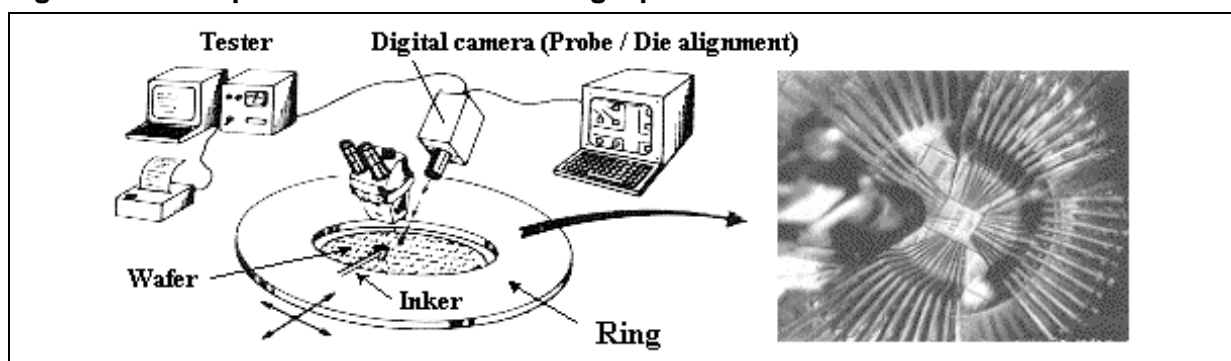 Tester
Digital camera (Probe / Die alignment)
Wafer
Inker
Ring